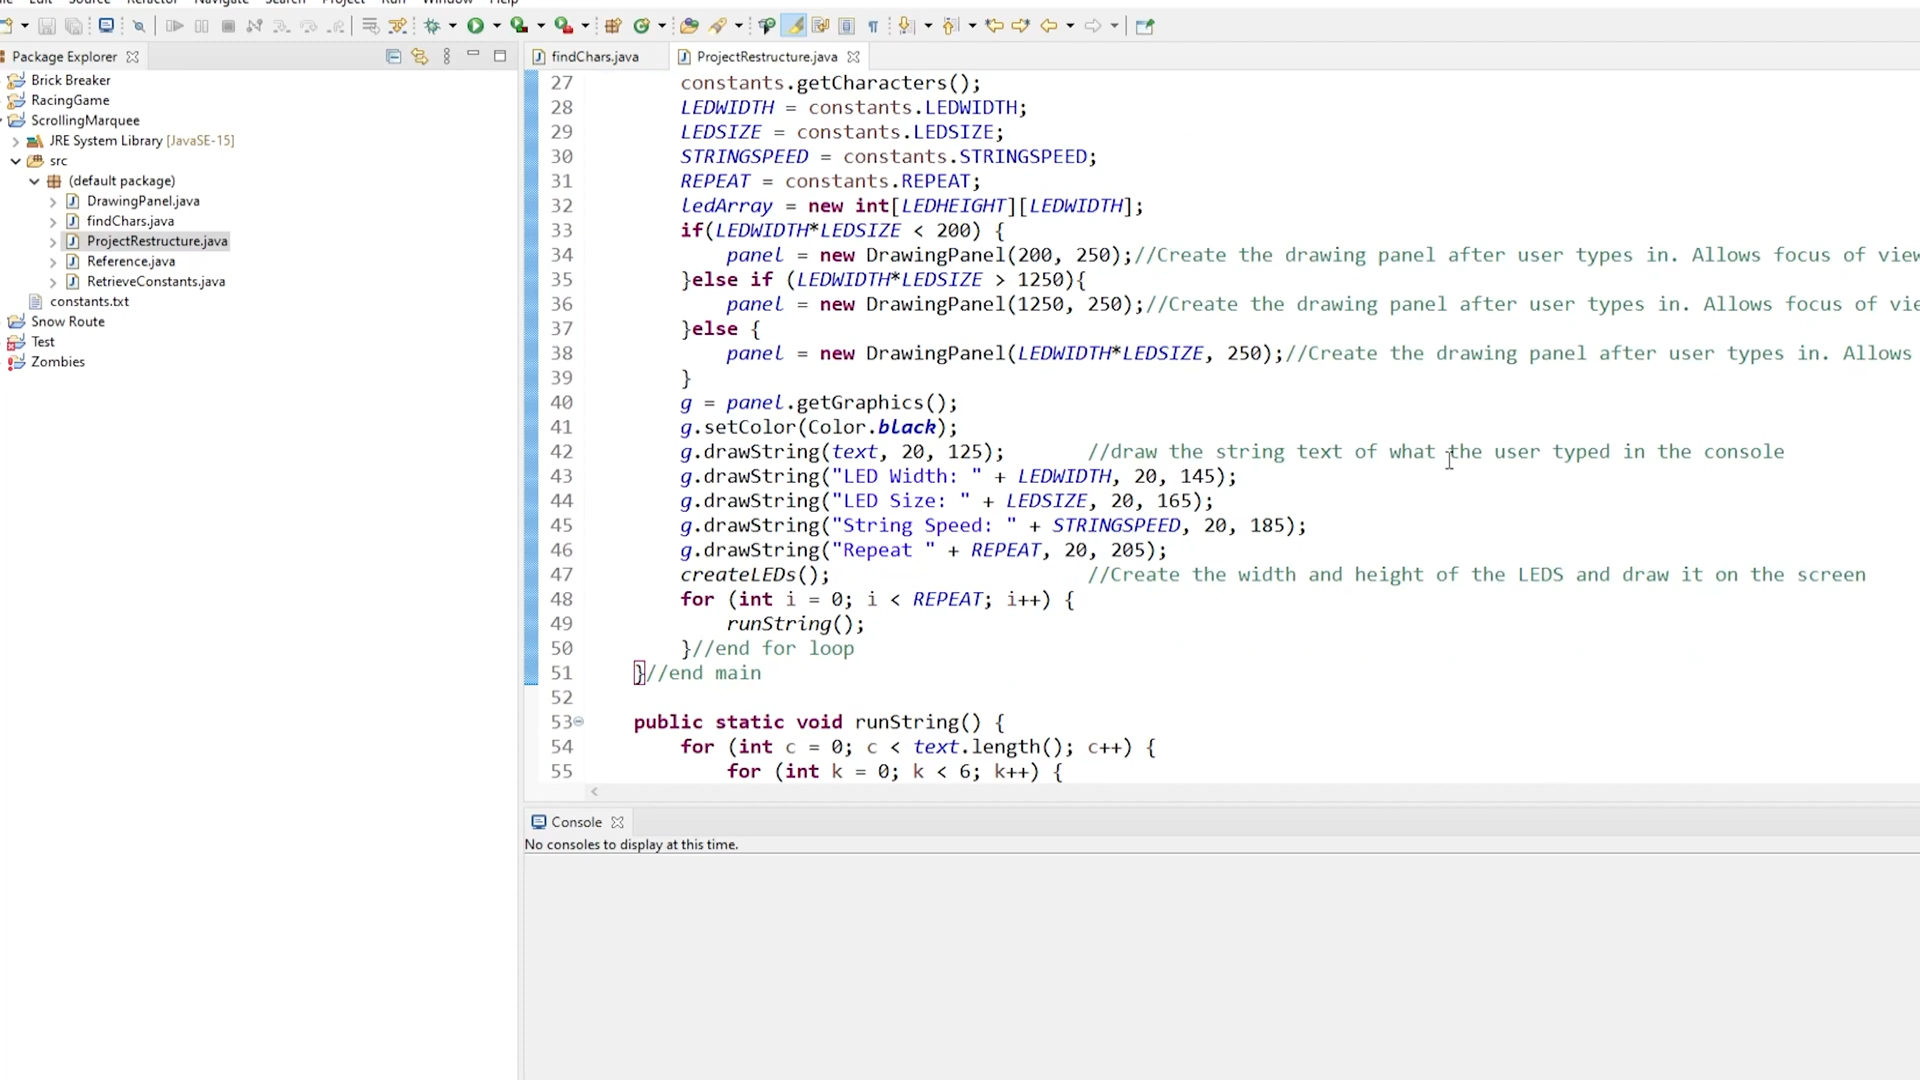 Edit Source Refactor Navigate Search Project Run Window Help
Package Explorer
Brick Breaker
RacingGame
ScrollingMarquee
JRE System Library [JavaSE-15]
src
(default package)
DrawingPanel.java
findChars.java
ProjectRestructure.java
Reference.java
RetrieveConstants.java
constants.txt
Snow Route
Test
Zombies
findChars.java ProjectRestructure.java
27 constants.getCharacters();
28 LEDWIDTH = constants.LEDWIDTH;
29 LEDSIZE = constants.LEDSIZE;
30 STRINGSPEED = constants.STRINGSPEED;
31 REPEAT = constants.REPEAT;
32 ledArray = new int[LEDHEIGHT][LEDWIDTH];
33 if(LEDWIDTH*LEDSIZE < 200) {
34 panel = new DrawingPanel(200, 250);//Create the drawing panel after user types in. Allows focus of view
35 }else if (LEDWIDTH*LEDSIZE > 1250){
36 panel = new DrawingPanel(1250, 250);//Create the drawing panel after user types in. Allows focus of vie
37 }else {
38 panel = new DrawingPanel(LEDWIDTH*LEDSIZE, 250);//Create the drawing panel after user types in. Allows
39 }
40 g = panel.getGraphics();
41 g.setColor(Color.black);
42 g.drawString(text, 20, 125); //draw the string text of what the user typed in the console
43 g.drawString("LED Width: " + LEDWIDTH, 20, 145);
44 g.drawString("LED Size: " + LEDSIZE, 20, 165);
45 g.drawString("String Speed: " + STRINGSPEED, 20, 185);
46 g.drawString("Repeat " + REPEAT, 20, 205);
47 createLEDs(); //Create the width and height of the LEDS and draw it on the screen
48 for (int i = 0; i < REPEAT; i++) {
49 runString();
50 }//end for loop
51 }//end main
52
53 public static void runString() {
54 for (int c = 0; c < text.length(); c++) {
55 for (int k = 0; k < 6; k++) {
Console
No consoles to display at this time.